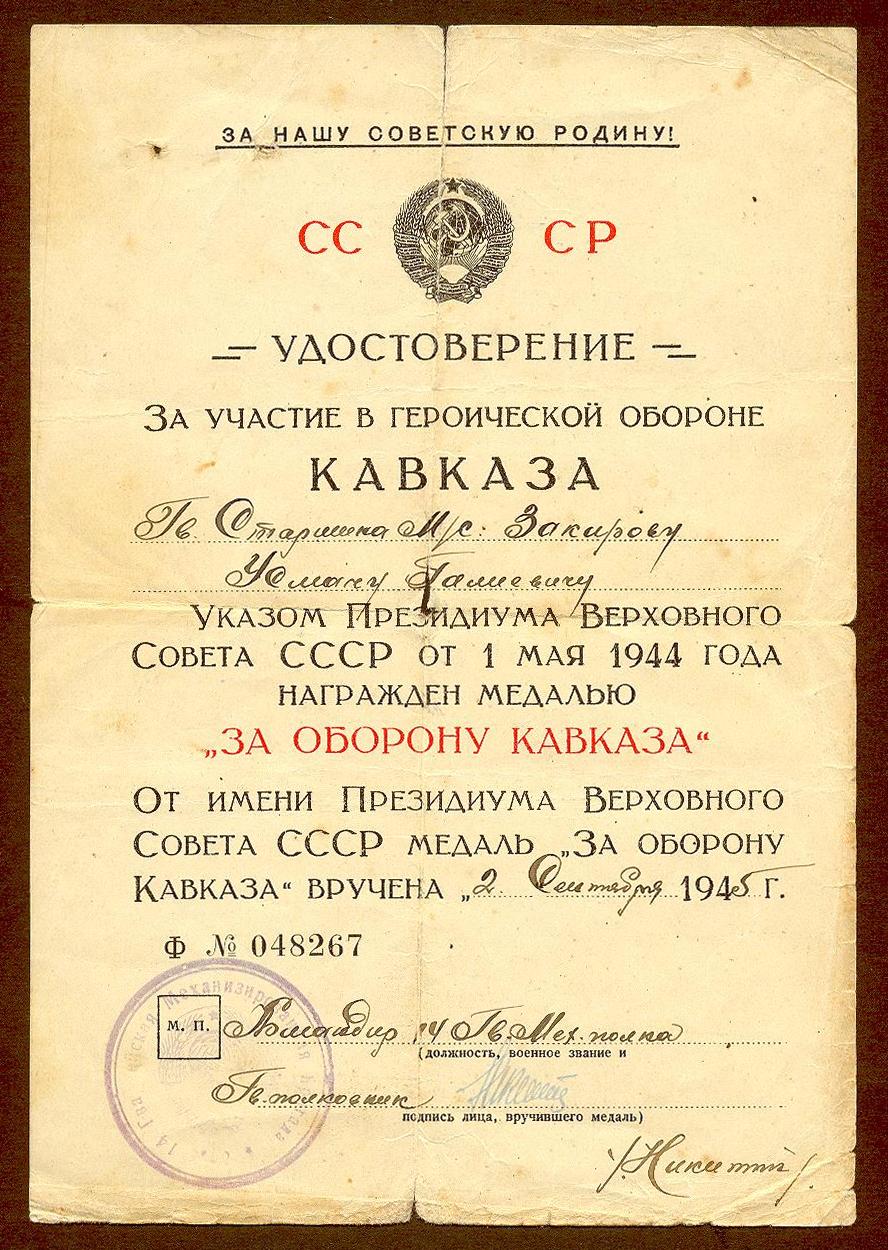 ЗА НАШУ СОВЕТСКУЮ РОДИНУ!
СС СР
УДОСТОВЕРЕНИЕ
ЗА УЧАСТИЕ В ГЕРОИЧЕСКОЙ ОБОРОНЕ
КАВКАЗА
Гв. Старшина М/с: Закирову
Усману Галиевичу
УКАЗОМ ПРЕЗИДИУМА ВЕРХОВНОГО
СОВЕТА СССР ОТ 1 МАЯ 1944 ГОДА
НАГРАЖДЕН МЕДАЛЬЮ
„ЗА ОБОРОНУ КАВКАЗА“
ОТ ИМЕНИ ПРЕЗИДИУМА ВЕРХОВНОГО
СОВЕТА СССР МЕДАЛЬ „ЗА ОБОРОНУ
КАВКАЗА“ ВРУЧЕНА „2. Сентября 1945 Г.
Ф № 048267
М. П. Командир 14 Гв. Мех. полка
(должность, военное звание и
Гв. полковник
подпись лица, вручившего медаль)
/Никитин/.
14 Механизированная